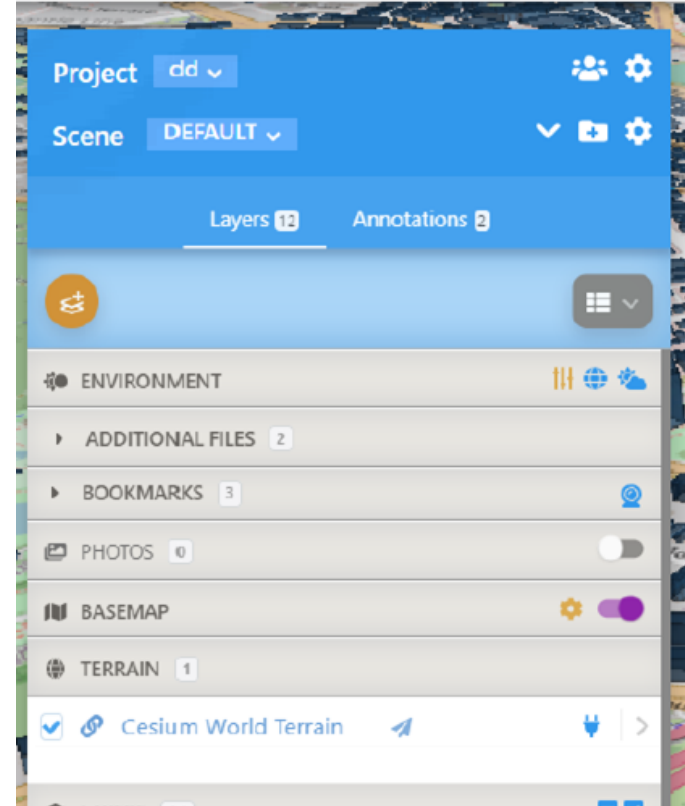 Project dd
Scene DEFAULT
Layers 12 Annotations 2
ENVIRONMENT
ADDITIONAL FILES 2
BOOKMARKS 3
PHOTOS 0
BASEMAP
TERRAIN 1
Cesium World Terrain